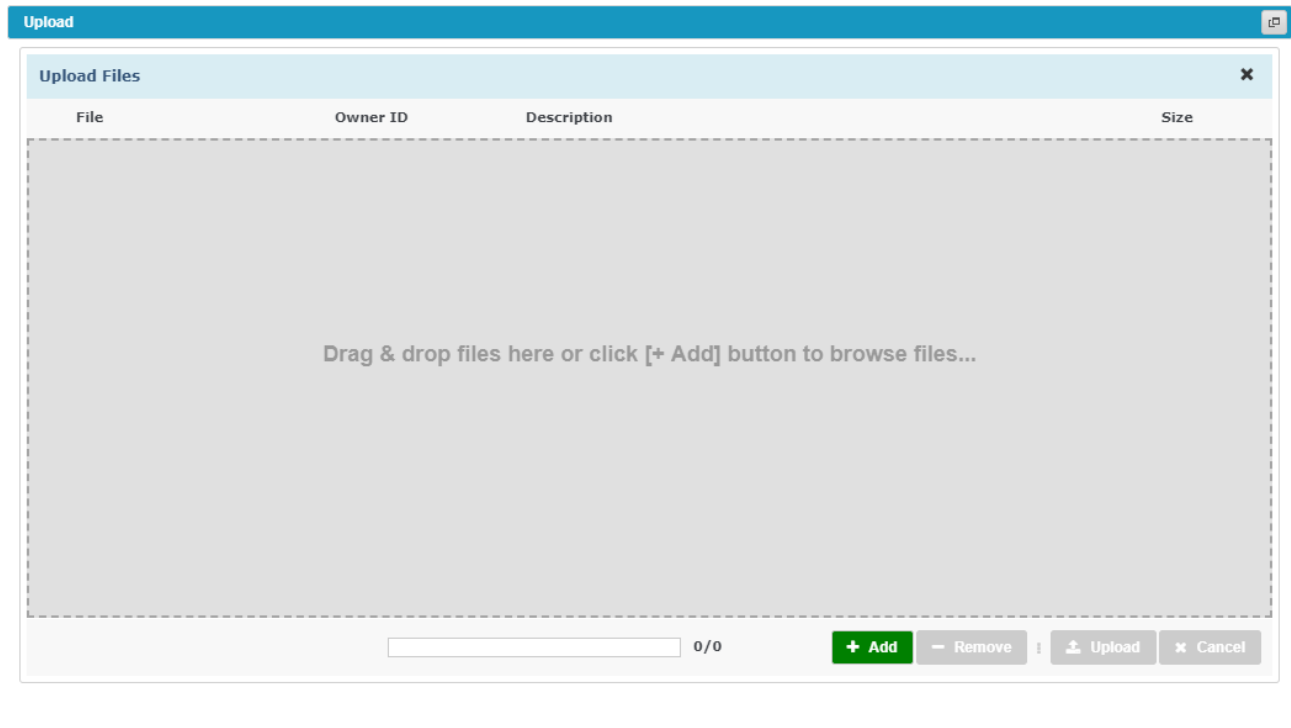 Upload
Upload Files
File Owner ID Description Size
Drag & drop files here or click [+ Add] button to browse files...
0/0 + Add Remove Upload Cancel